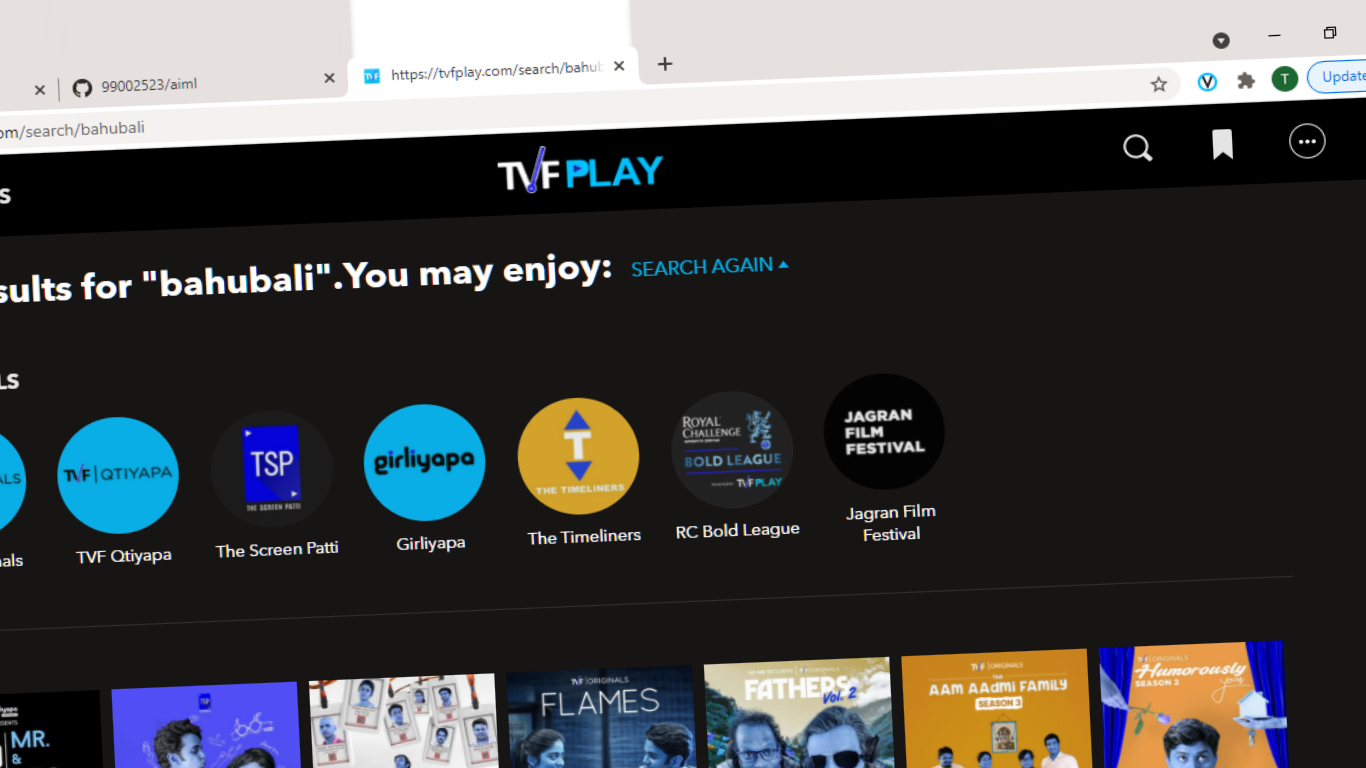 99002523/aiml
https://tvfplay.com/search/bahub
T
Update
om/search/bahubali
TVF PLAY
S
sults for "bahubali".You may enjoy:
SEARCH AGAIN
LS
ALS
TVF | QTIYAPA
TSP
THE SCREEN PATTI
girliyapa
T
THE TIMELINERS
ROYAL
CHALLENGE
BOLD LEAGUE
TVF PLAY
JAGRAN
FILM
FESTIVAL
nals
TVF Qtiyapa
The Screen Patti
Girliyapa
The Timeliners
RC Bold League
Jagran Film
Festival
MR.
&
TSP
TVF | ORIGINALS
FLAMES
TVF | ORIGINALS
FATHERS
Vol. 2
TVF | ORIGINALS
THE
AAM AADMI FAMILY
SEASON 3
TVF | ORIGINALS
Humorously
yours
SEASON 2